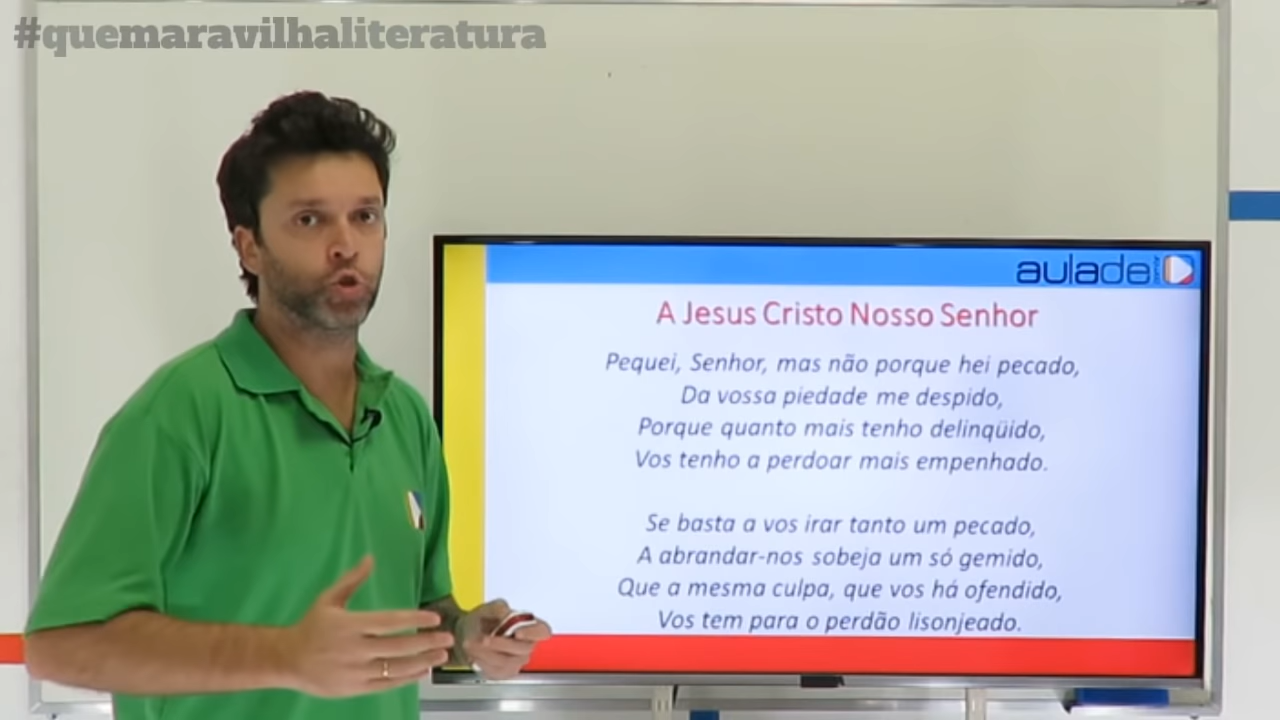 #quemaravilhaliteratura
aulade
A Jesus Cristo Nosso Senhor
Pequei, Senhor, mas não porque hei pecado,
Da vossa piedade me despido,
Porque quanto mais tenho delinqüido,
Vos tenho a perdoar mais empenhado.
Se basta a vos irar tanto um pecado,
A abrandar-nos sobeja um só gemido,
Que a mesma culpa, que vos há ofendido,
Vos tem para o perdão lisonjeado.